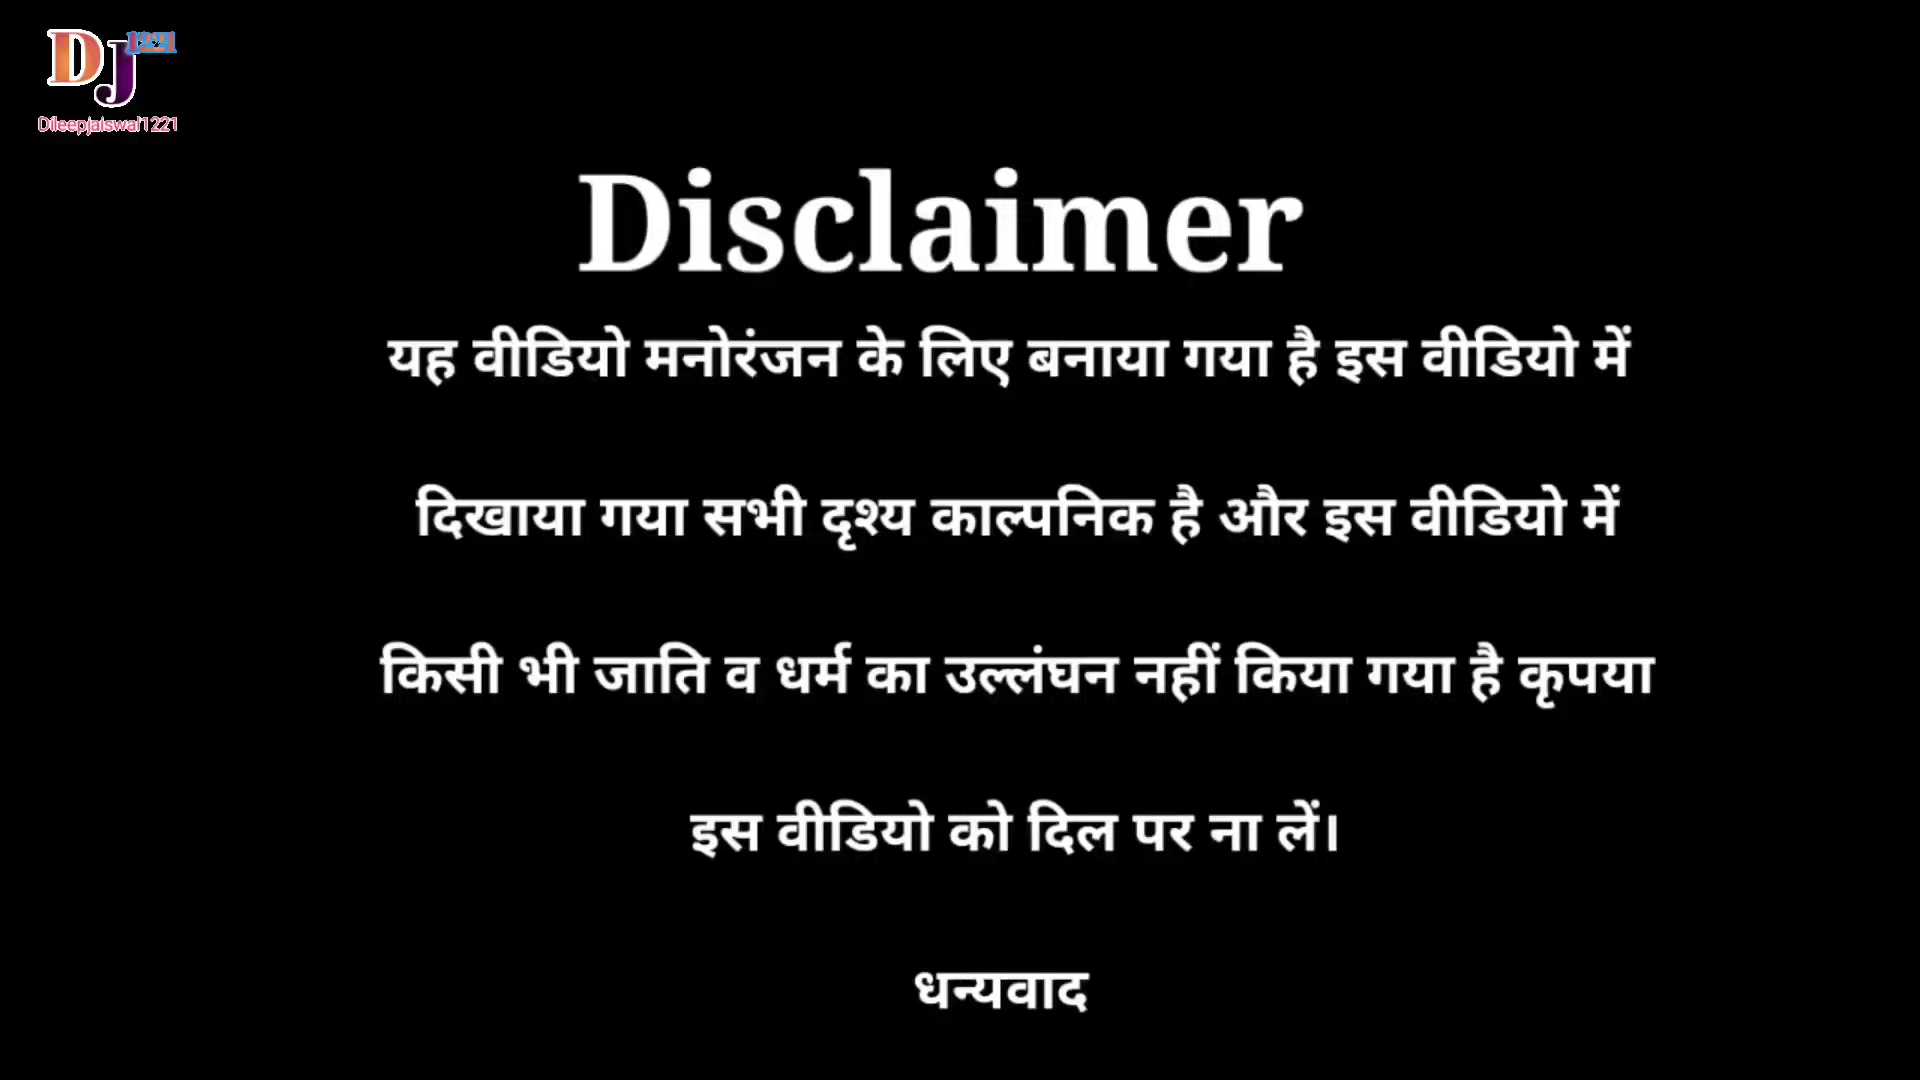 DJ 1221
Dileepjaiswal1221
Disclaimer
यह वीडियो मनोरंजन के लिए बनाया गया है इस वीडियो में
दिखाया गया सभी दृश्य काल्पनिक है और इस वीडियो में
किसी भी जाति व धर्म का उल्लंघन नहीं किया गया है कृपया
इस वीडियो को दिल पर ना लें।
धन्यवाद